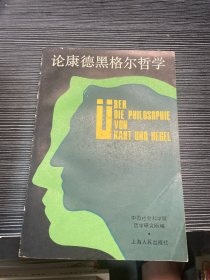 论康德黑格尔哲学
ÜBER
DIE PHILOSOPHIE
VON
KANT UND HEGEL
中国社会科学院
哲学研究所编
上海人民出版社